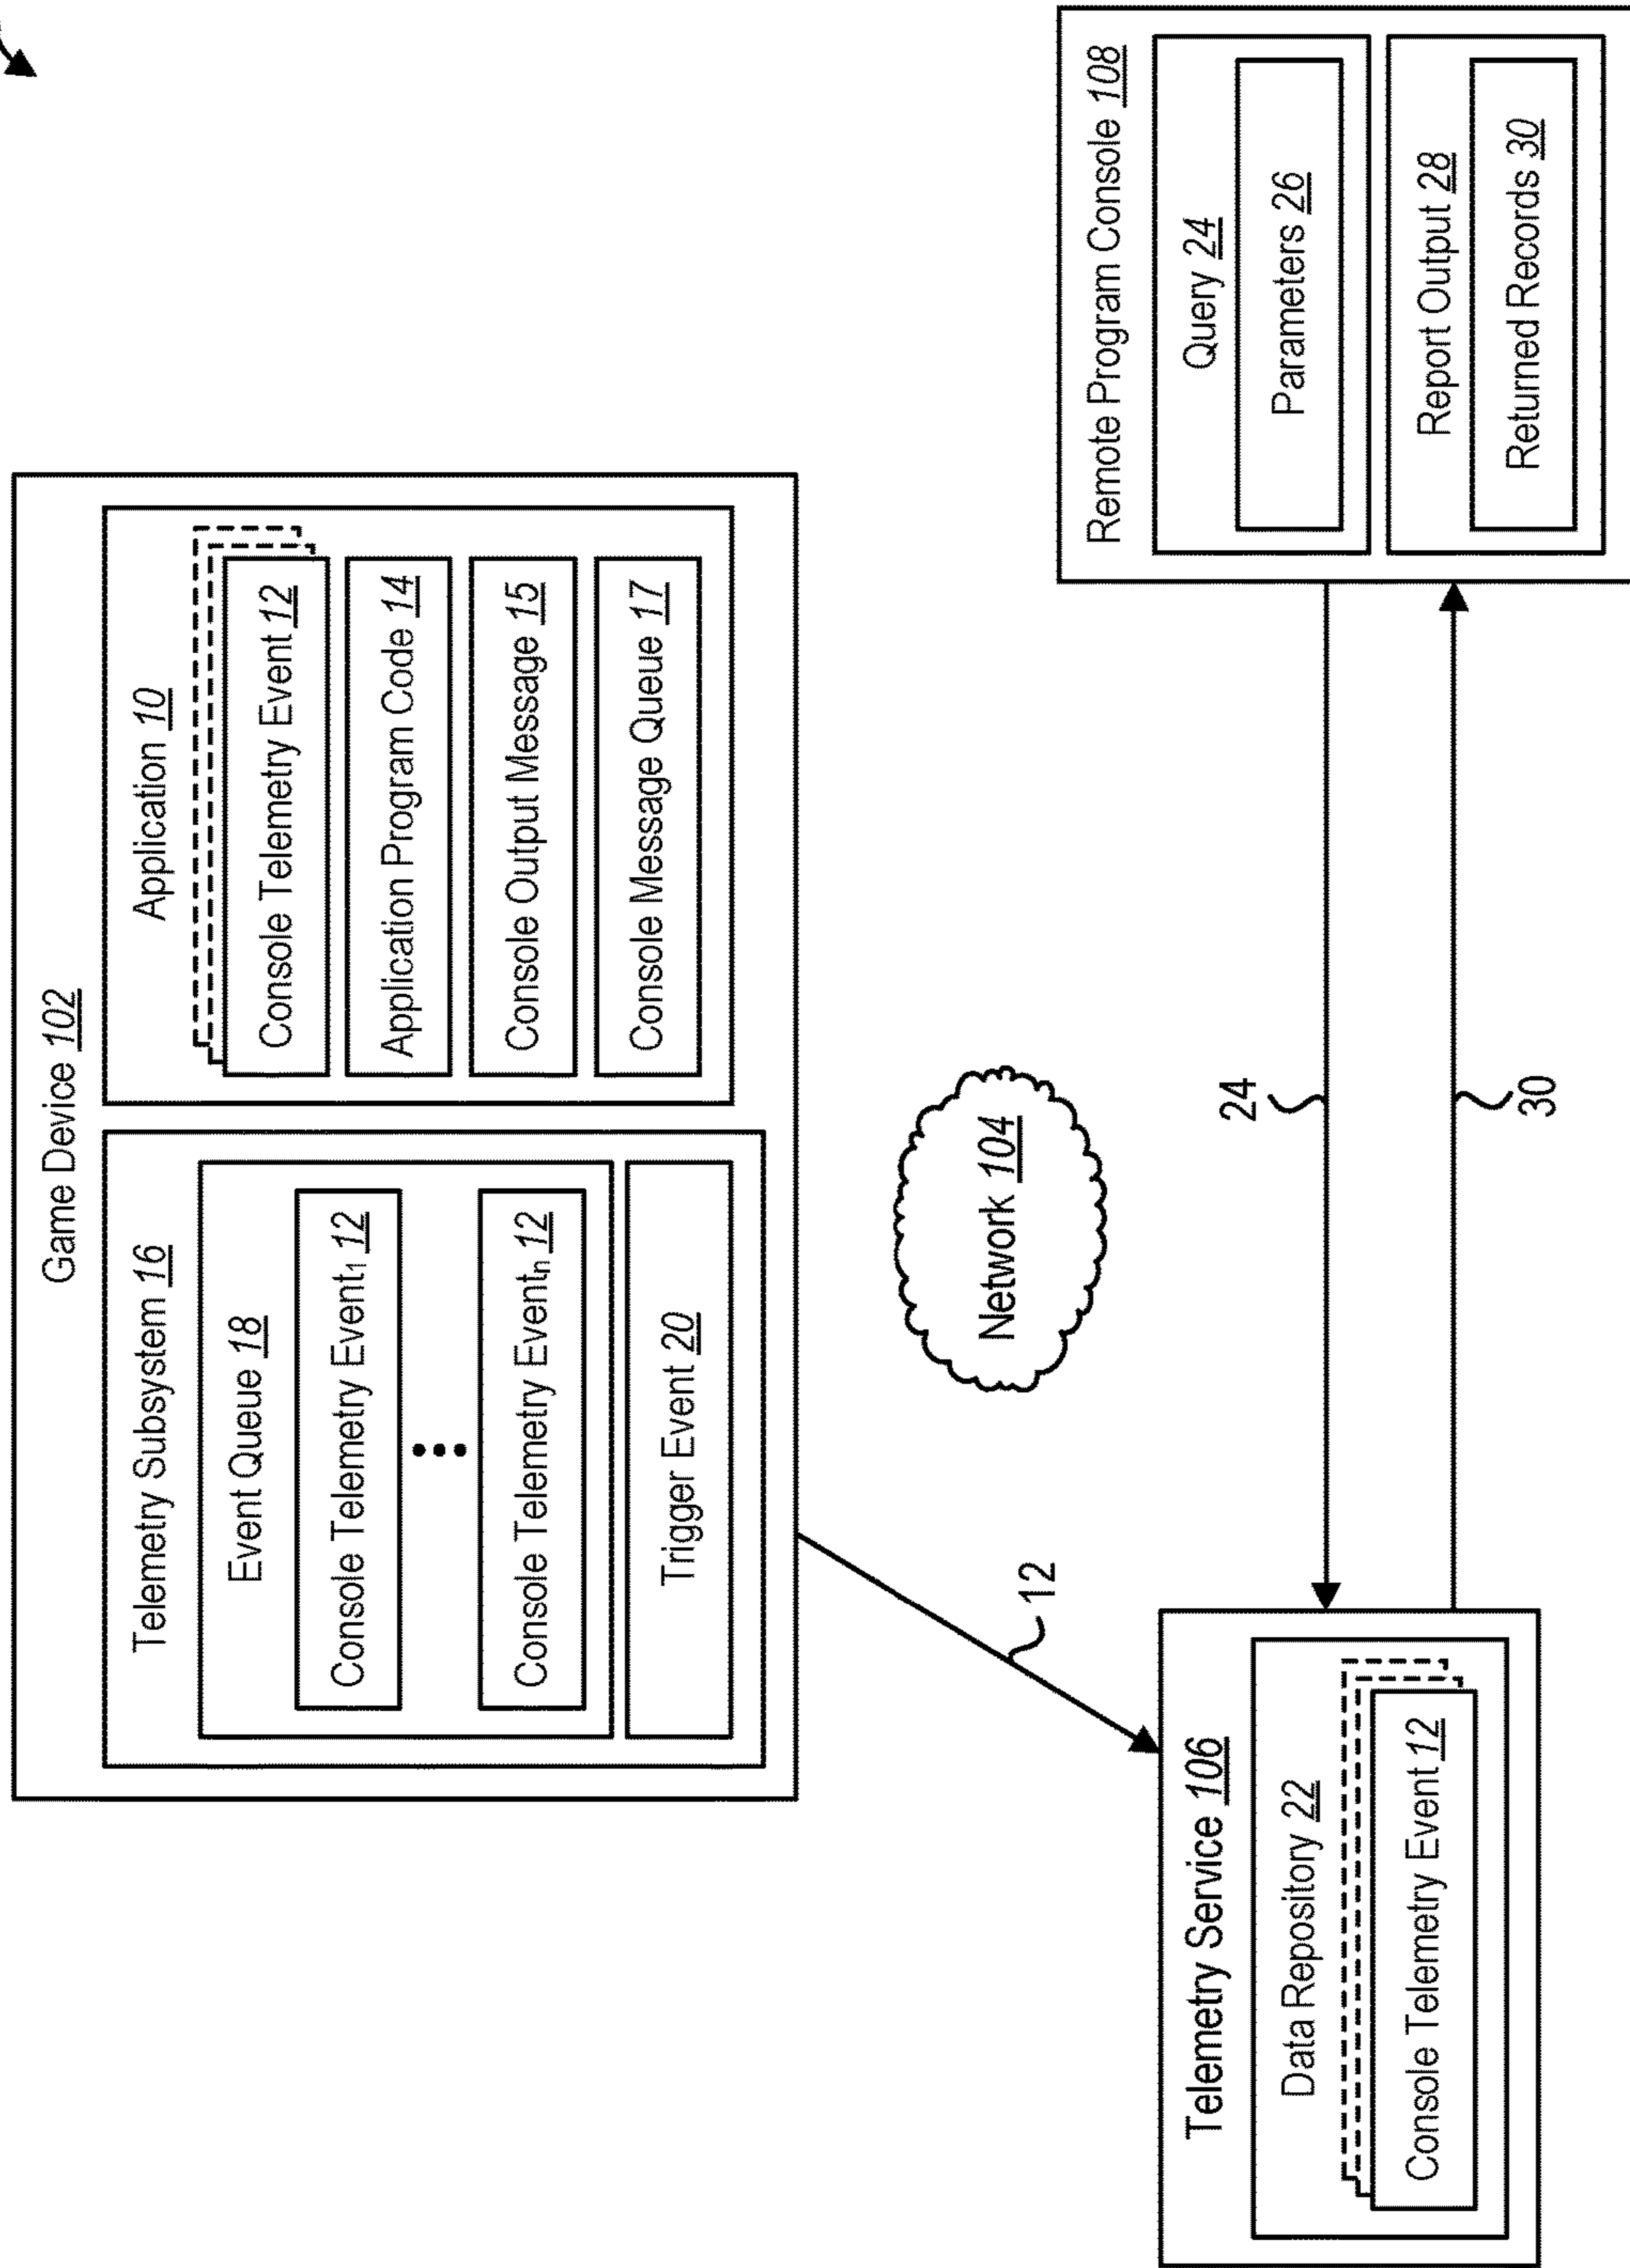 Game Device 102
Telemetry Subsystem 16
Event Queue 18
Console Telemetry Event1 12
Console Telemetry Eventn 12
Trigger Event 20
Application 10
Console Telemetry Event 12
Application Program Code 14
Console Output Message 15
Console Message Queue 17
Network 104
12
Telemetry Service 106
Data Repository 22
Console Telemetry Event 12
24
30
Remote Program Console 108
Query 24
Parameters 26
Report Output 28
Returned Records 30